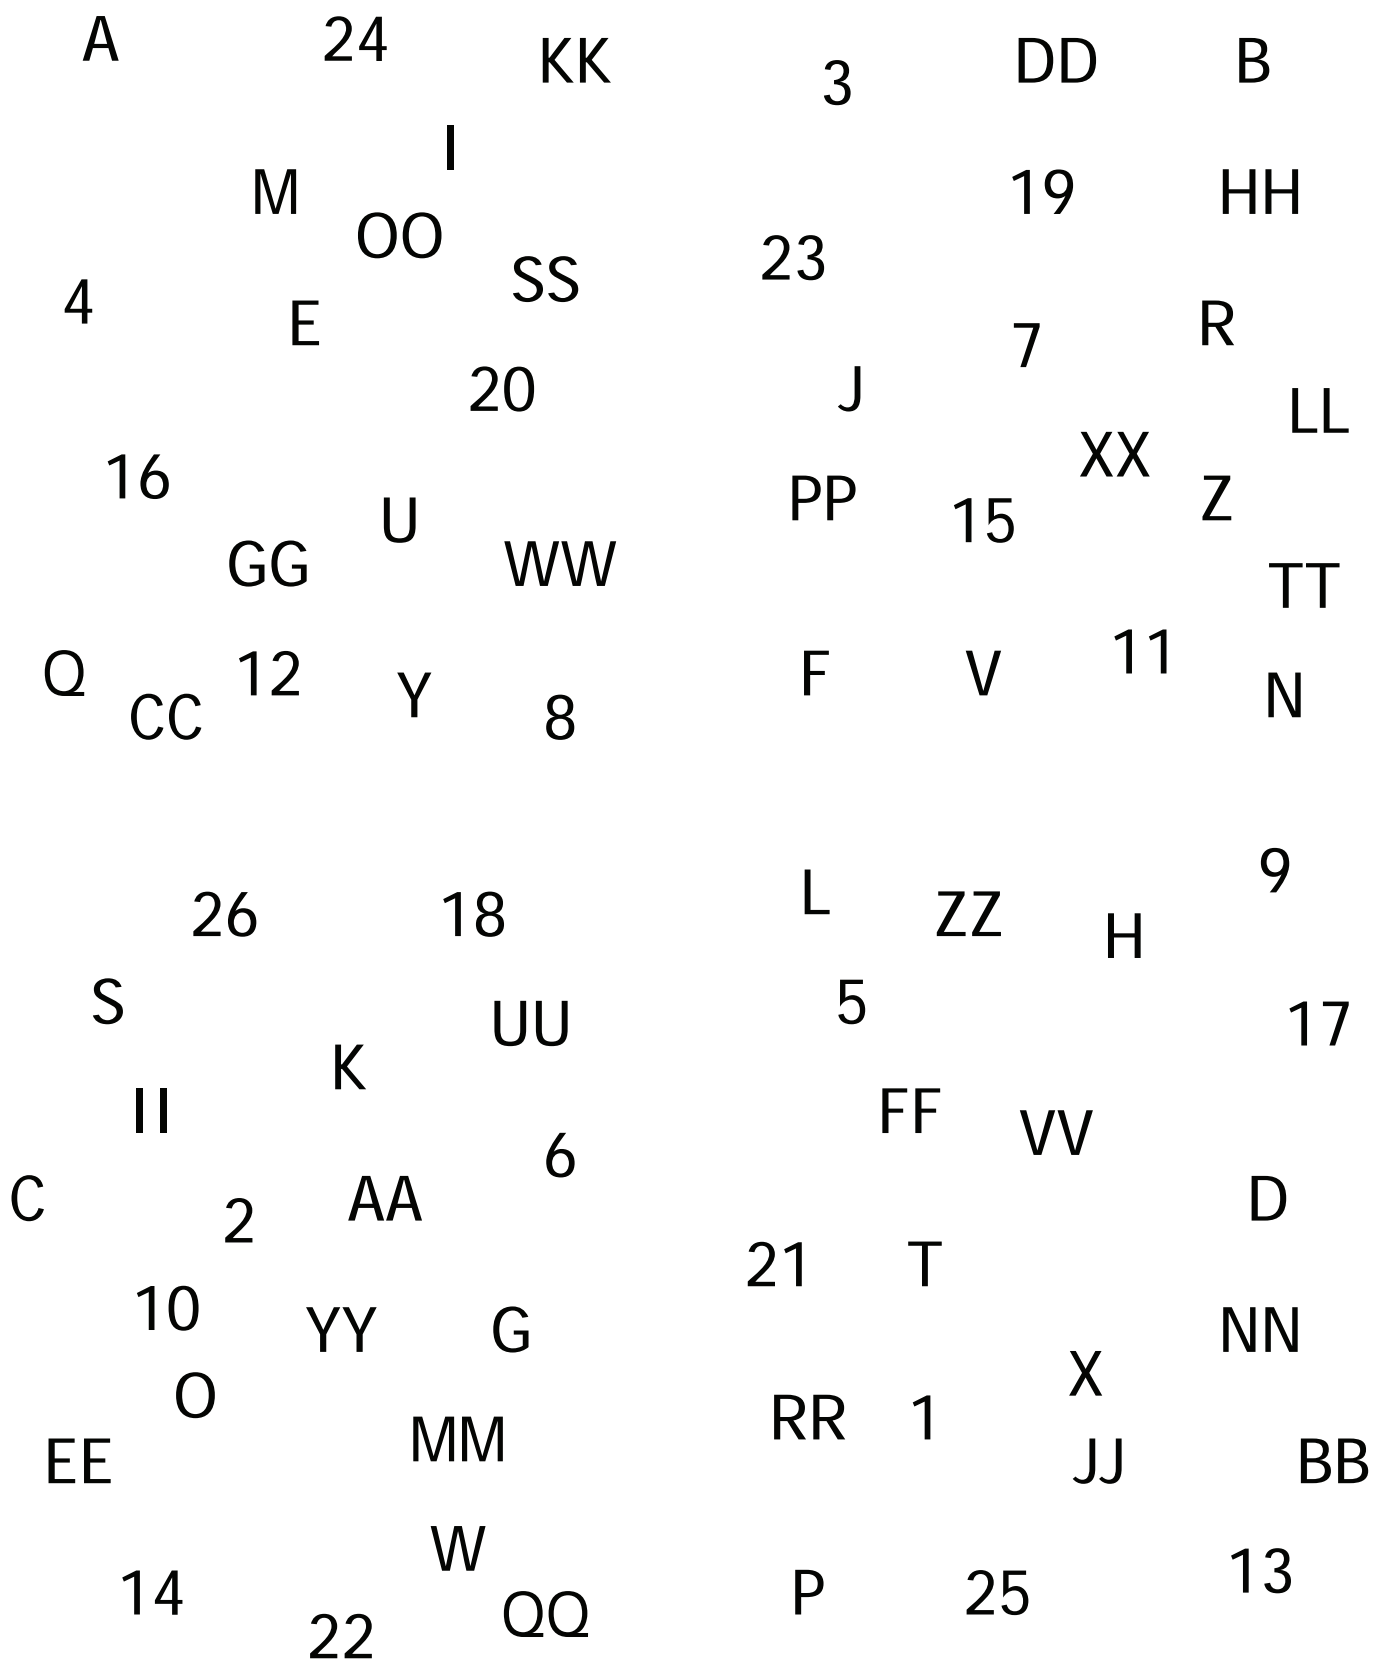 A 24 KK 3 DD B
I
M 19 HH
OO
23
SS
4 E R
7
20 J
LL
XX
16 PP Z
U 15
GG WW TT
11
Q 12 Y F V N
CC 8
L 9
26 18 ZZ H
S UU 5 17
K
II FF VV
6
C 2 AA D
21 T
10 YY G NN
O X
MM RR 1
EE JJ BB
W
14 QQ P 25 13
22